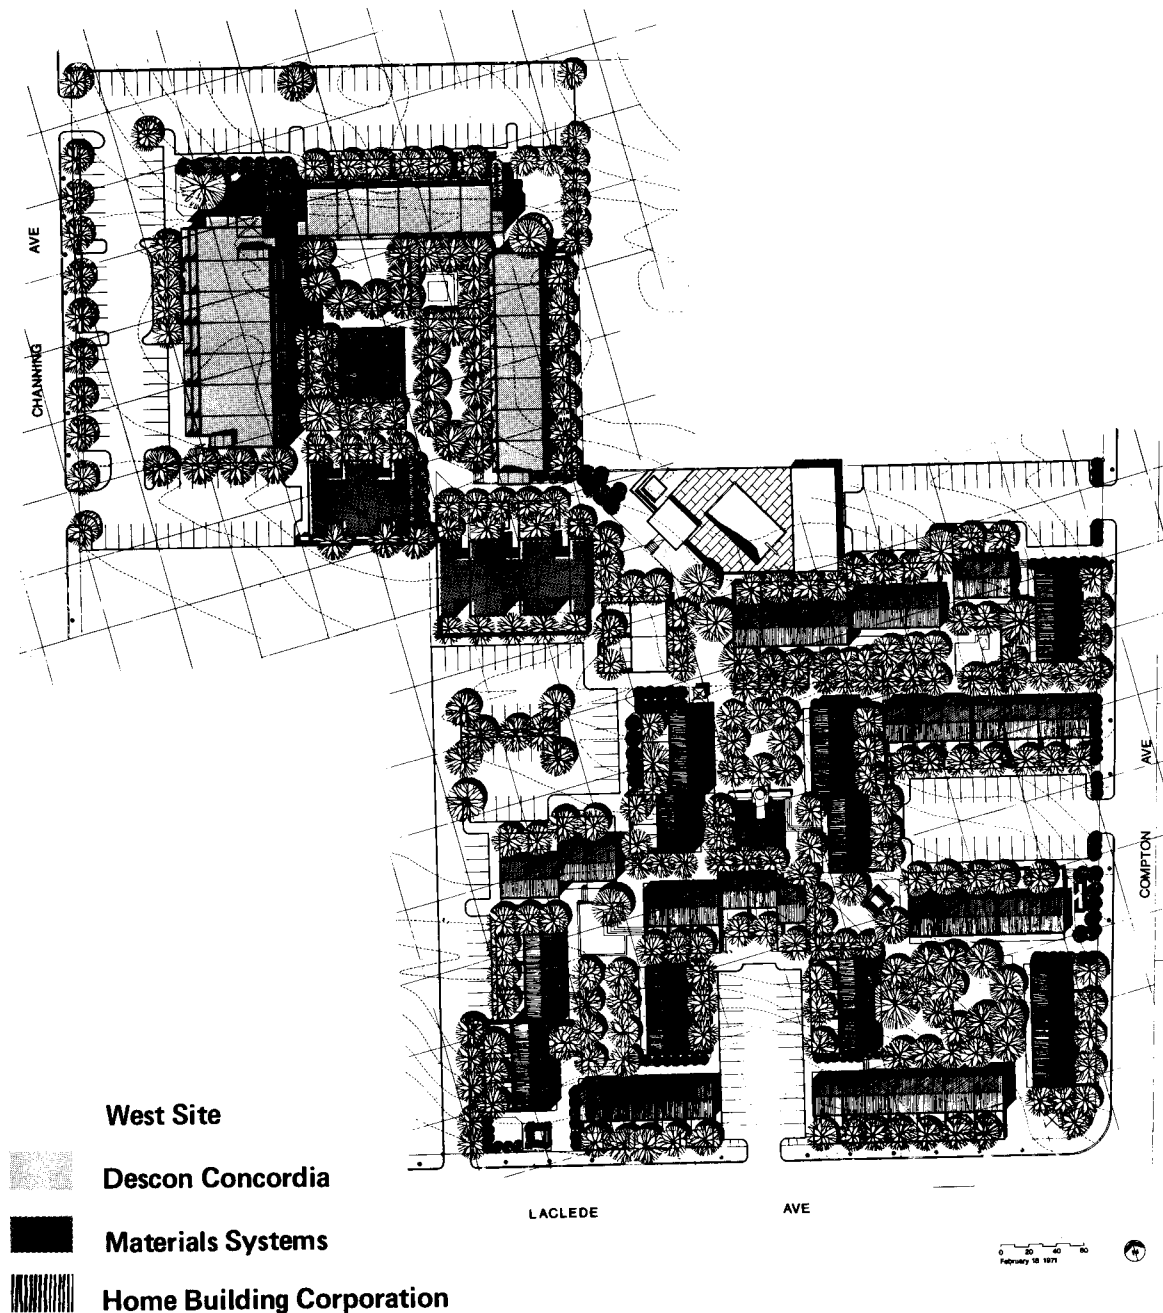 CHANNING AVE
COMPTON AVE
West Site
Descon Concordia
Materials Systems
LACLEDE AVE
0 20 40 80
February 18 1971
Home Building Corporation